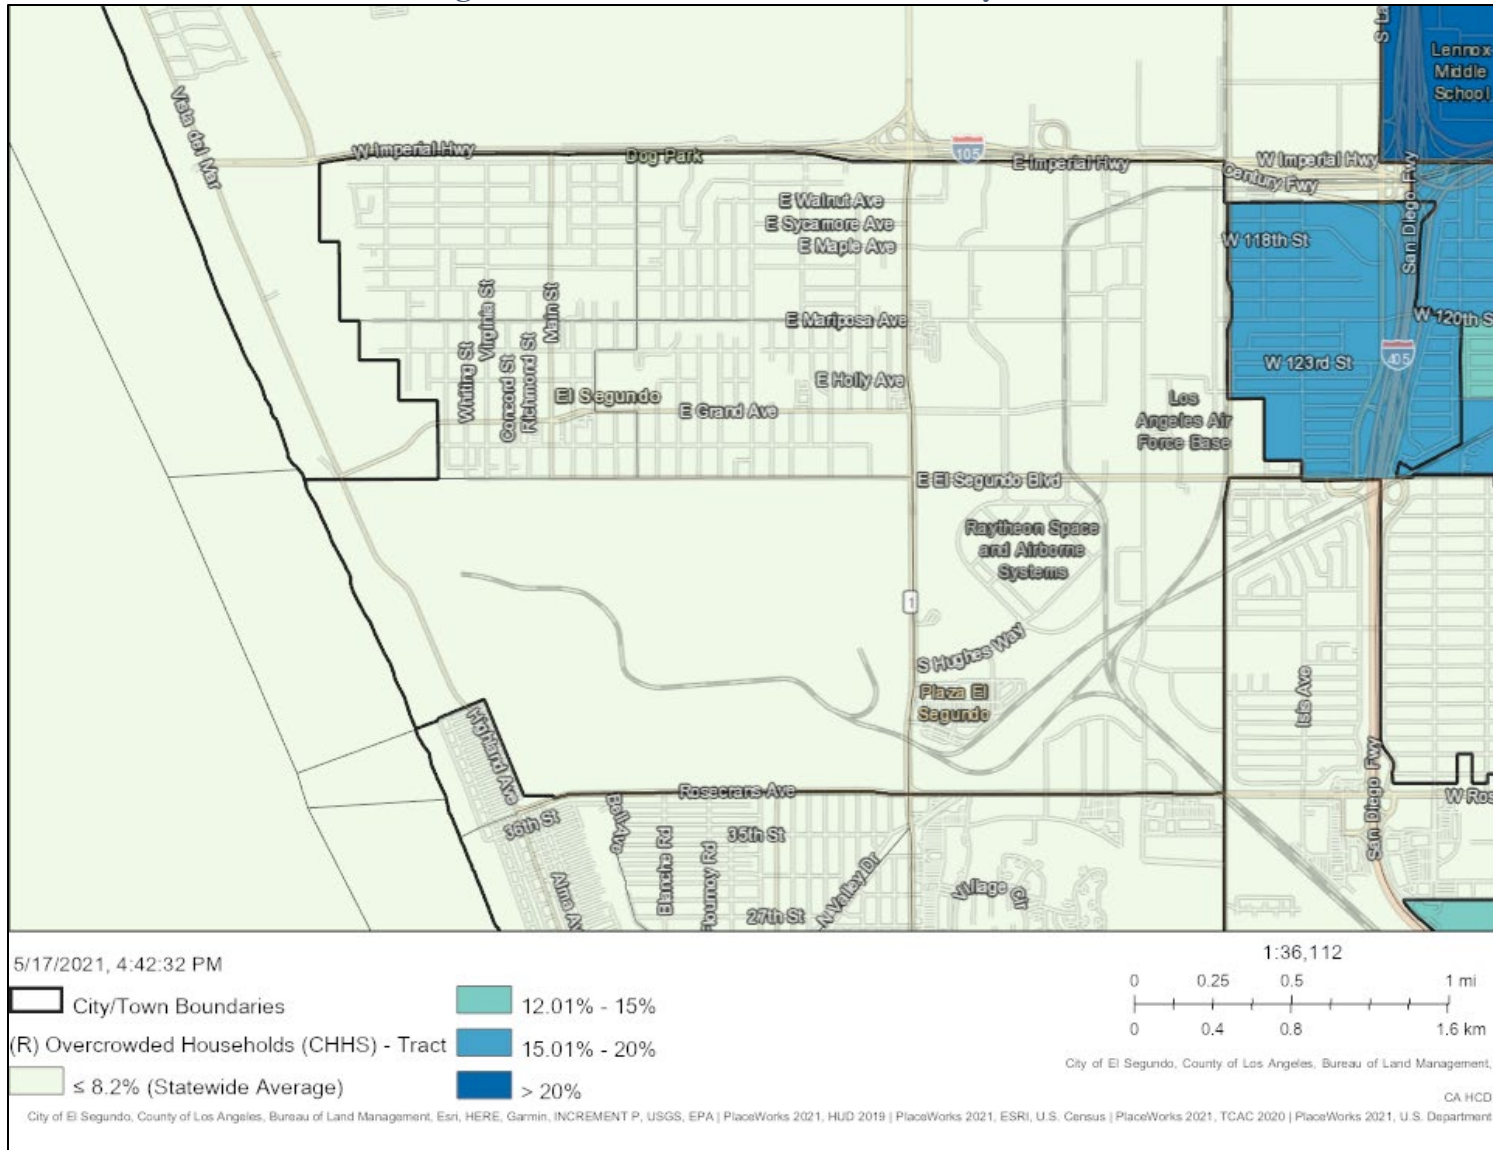 Lennox
Middle
School
Vista del Mar
W Imperial Hwy
Dog Park
105
E Imperial Hwy
W Imperial Hwy
Century Fwy
San Diego Fwy
E Walnut Ave
E Sycamore Ave
E Maple Ave
W 118th St
Virginia St
Main St
E Mariposa Ave
W 120th S
Whiting St
Concord St
Richmond St
E Holly Ave
W 123rd St
405
El Segundo
E Grand Ave
Los
Angeles Air
Force Base
E El Segundo Blvd
Raytheon Space
and Airborne
Systems
1
S Hughes Way
Plaza El
Segundo
Isis Ave
Highland Ave
Rosecrans Ave
San Diego Fwy
W Ros
36th St
Bell Ave
Blanche Rd
Flournoy Rd
35th St
N Valley Dr
Village Cir
Alma Av
27th St
5/17/2021, 4:42:32 PM
City/Town Boundaries
(R) Overcrowded Households (CHHS) - Tract
≤ 8.2% (Statewide Average)
12.01% - 15%
15.01% - 20%
> 20%
1:36,112
0 0.25 0.5 1 mi
0 0.4 0.8 1.6 km
City of El Segundo, County of Los Angeles, Bureau of Land Management,
CA HCD
City of El Segundo, County of Los Angeles, Bureau of Land Management, Esri, HERE, Garmin, INCREMENT P, USGS, EPA | PlaceWorks 2021, HUD 2019 | PlaceWorks 2021, ESRI, U.S. Census | PlaceWorks 2021, TCAC 2020 | PlaceWorks 2021, U.S. Department